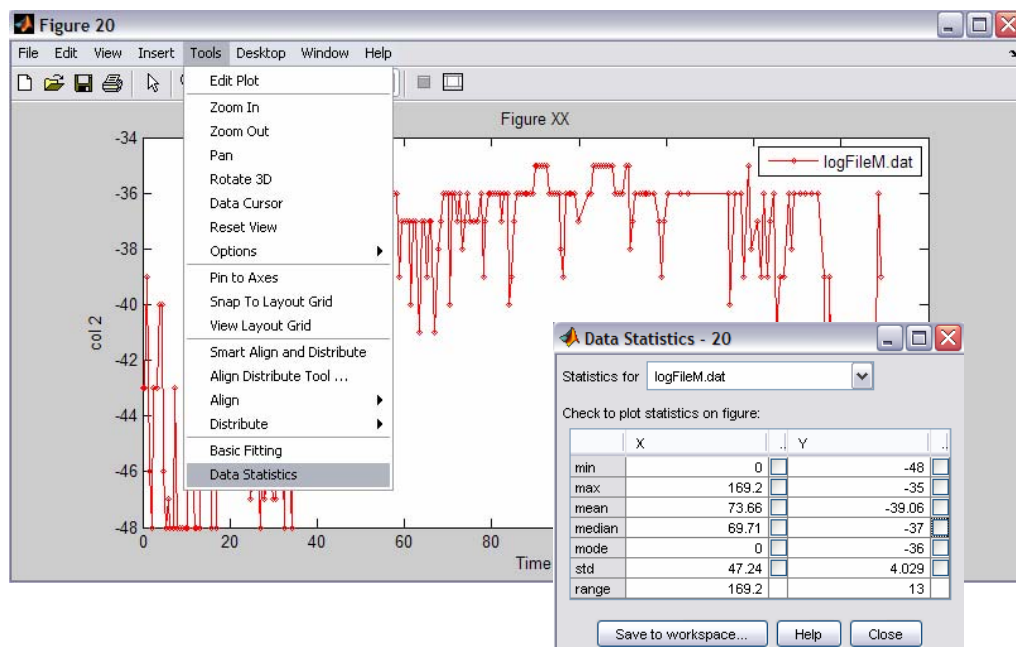 Figure 20
File Edit View Insert Tools Desktop Window Help
Edit Plot
Zoom In
Zoom Out
Pan
Rotate 3D
Data Cursor
Reset View
Options
Pin to Axes
Snap To Layout Grid
View Layout Grid
Smart Align and Distribute
Align Distribute Tool ...
Align
Distribute
Basic Fitting
Data Statistics
Figure XX
logFileM.dat
-34
-36
-38
-40
-42
-44
-46
-48
col 2
0 20 40 60 80
Time
Data Statistics - 20
Statistics for logFileM.dat
Check to plot statistics on figure:
X .. Y ..
min 0 -48
max 169.2 -35
mean 73.66 -39.06
median 69.71 -37
mode 0 -36
std 47.24 4.029
range 169.2 13
Save to workspace... Help Close